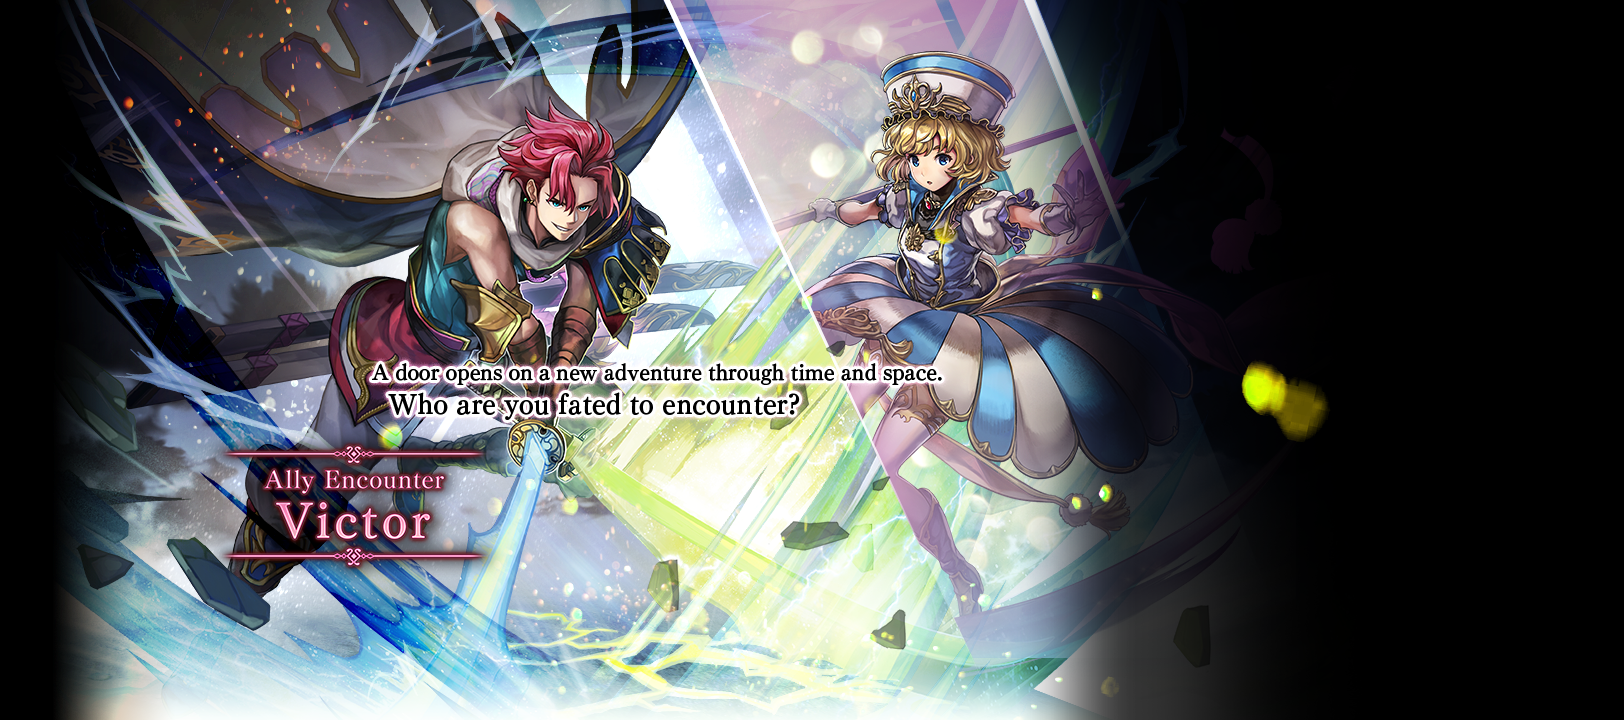 A door opens on a new adventure through time and space.
Who are you fated to encounter?
Ally Encounter
Victor